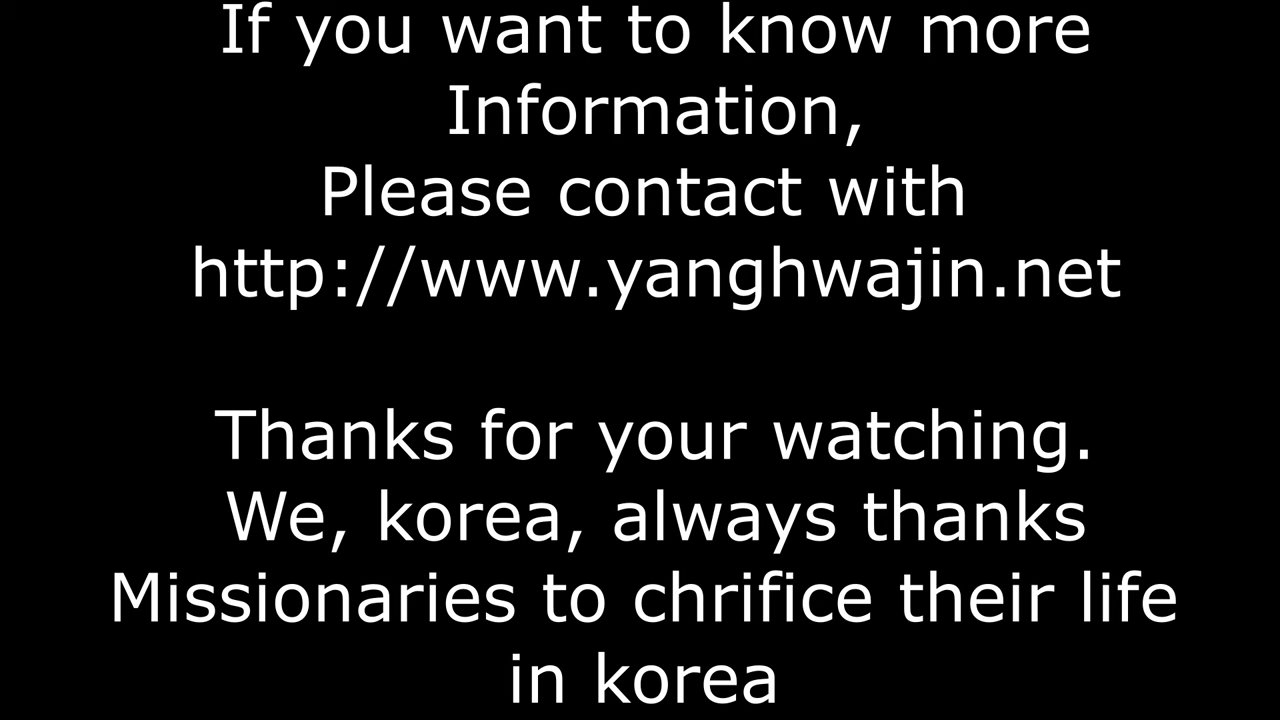 If you want to know more
Information,
Please contact with
http://www.yanghwajin.net
Thanks for your watching.
We, korea, always thanks
Missionaries to chrifice their life
in korea